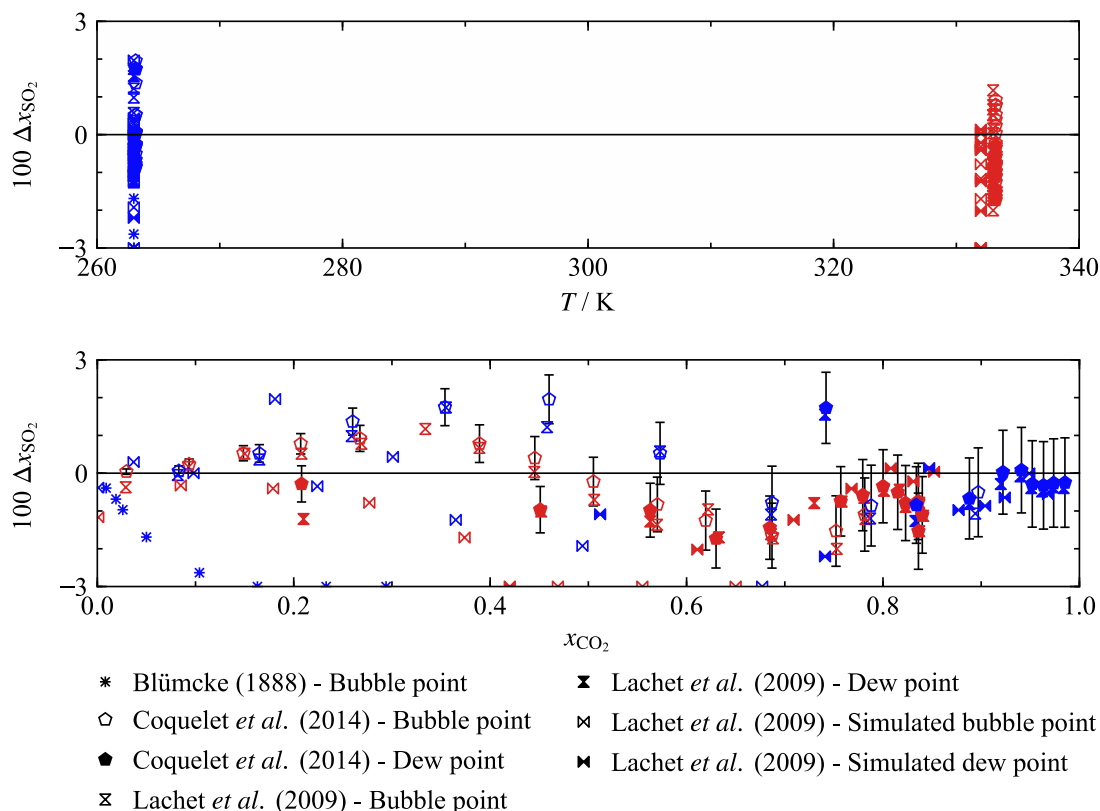 3
0
−3
100 Δx_SO₂
260
280
300
320
340
T / K
3
0
−3
100 Δx_SO₂
0.0
0.2
0.4
0.6
0.8
1.0
x_CO₂
Blümcke (1888) - Bubble point
Coquelet et al. (2014) - Bubble point
Coquelet et al. (2014) - Dew point
Lachet et al. (2009) - Bubble point
Lachet et al. (2009) - Dew point
Lachet et al. (2009) - Simulated bubble point
Lachet et al. (2009) - Simulated dew point